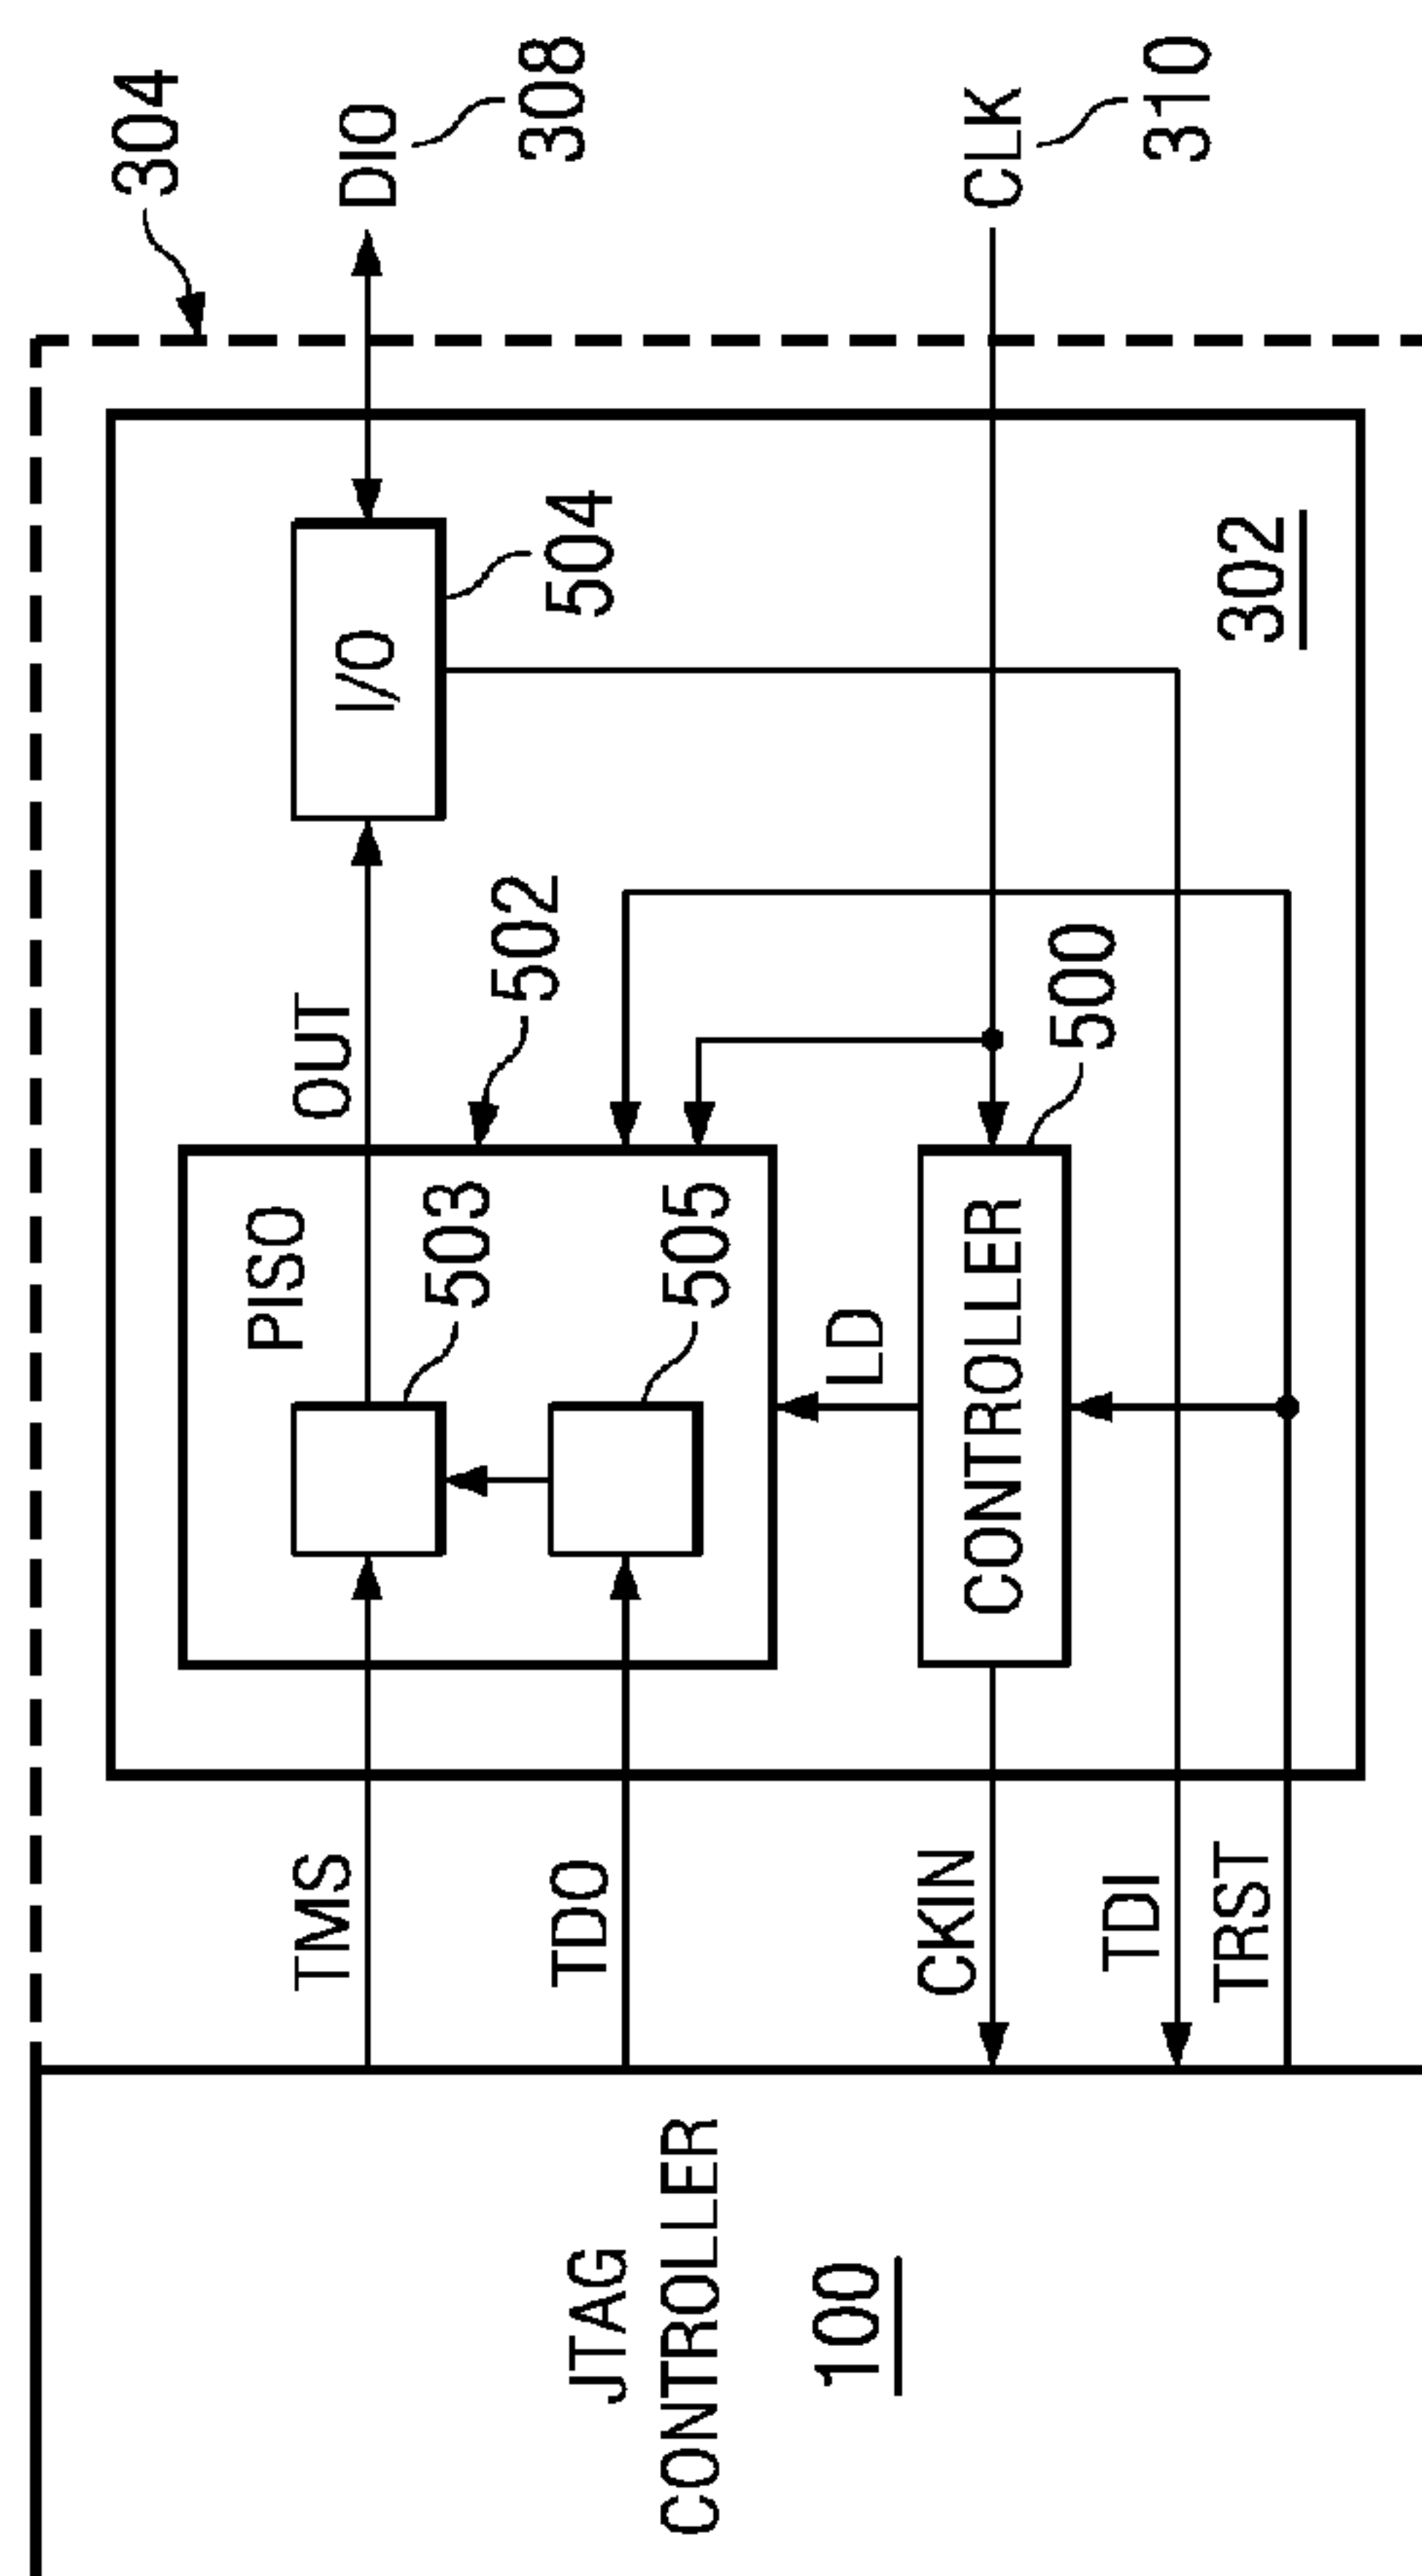 304
JTAG
CONTROLLER
100
TMS
TDO
CKIN
TDI
TRST
PISO
503
505
502
OUT
LD
CONTROLLER
500
I/O
504
302
DIO
308
CLK
310